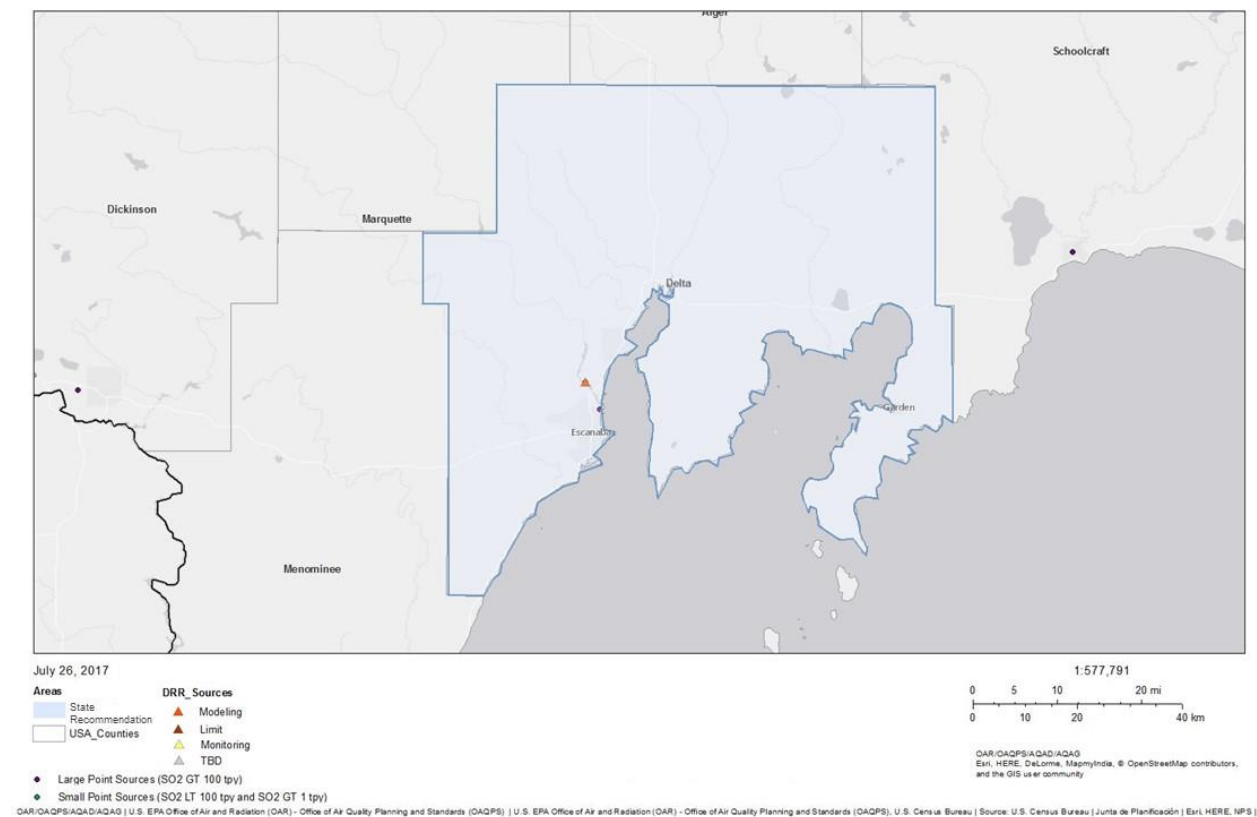 Alger
Schoolcraft
Dickinson
Marquette
Delta
Garden
Escanaba
Menominee
July 26, 2017
1:577,791
Areas
State
Recommendation
USA_Counties
DRR_Sources
Modeling
Limit
Monitoring
TBD
Large Point Sources (SO2 GT 100 tpy)
Small Point Sources (SO2 LT 100 tpy and SO2 GT 1 tpy)
0 5 10 20 mi
0 10 20 40 km
OAR/OAQPS/AQAD/AQAG
Esri, HERE, DeLorme, MapmyIndia, © OpenStreetMap contributors,
and the GIS user community
OAR/OAQPS/AQAD/AQAG | U.S. EPA Office of Air and Radiation (OAR) - Office of Air Quality Planning and Standards (OAQPS) | U.S. EPA Office of Air and Radiation (OAR) - Office of Air Quality Planning and Standards (OAQPS), U.S. Census Bureau | Source: U.S. Census Bureau | Junta de Planificación | Esri, HERE, NPS |